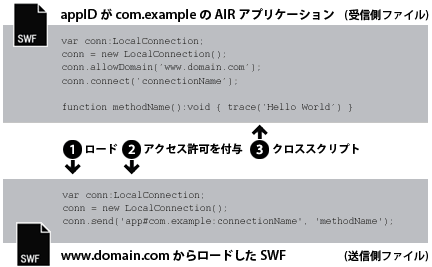 appID が com.example の AIR アプリケーション (受信側ファイル)
SWF
var conn:LocalConnection;
conn = new LocalConnection();
conn.allowDomain('www.domain.com');
conn.connect('connectionName');
function methodName():void { trace('Hello World') }
1 ロード 2 アクセス許可を付与 3 クロススクリプト
var conn:LocalConnection;
conn = new LocalConnection();
conn.send('app#com.example:connectionName', 'methodName');
SWF
www.domain.com からロードした SWF (送信側ファイル)